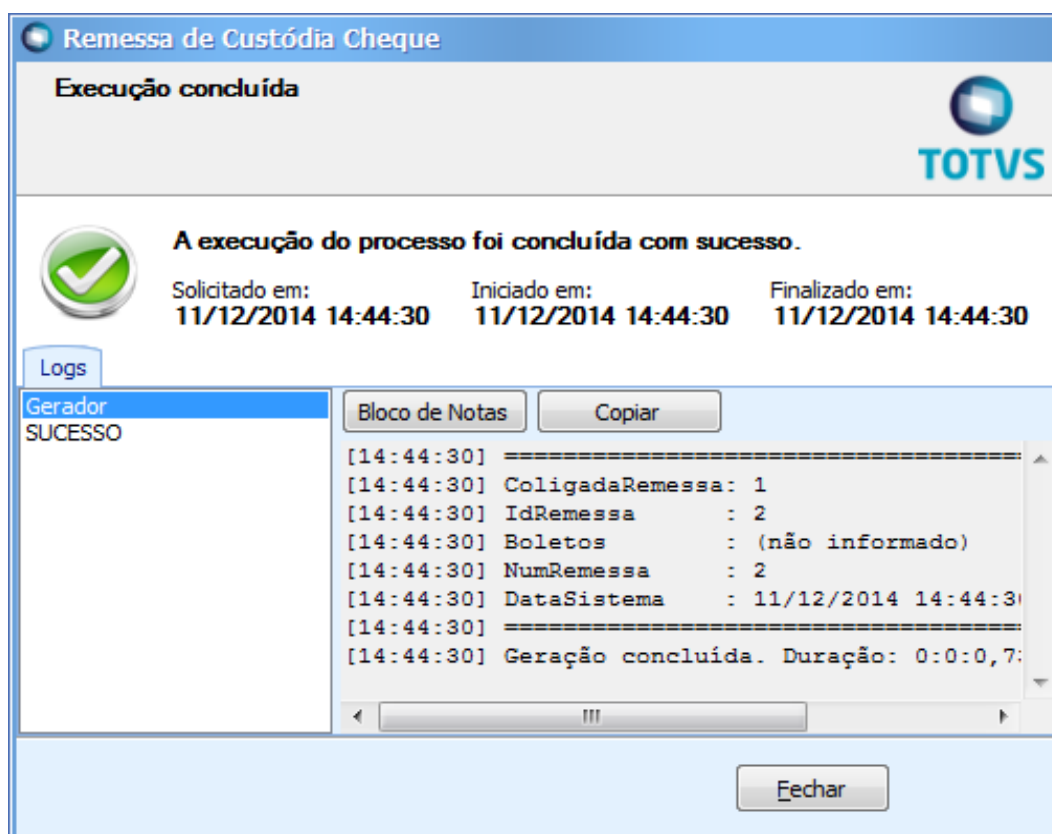 Remessa de Custódia Cheque
Execução concluída
TOTVS
A execução do processo foi concluída com sucesso.
Solicitado em: Iniciado em: Finalizado em:
11/12/2014 14:44:30 11/12/2014 14:44:30 11/12/2014 14:44:30
Logs
Gerador
SUCESSO
Bloco de Notas Copiar
[14:44:30] ===================================
[14:44:30] ColigadaRemessa: 1
[14:44:30] IdRemessa : 2
[14:44:30] Boletos : (não informado)
[14:44:30] NumRemessa : 2
[14:44:30] DataSistema : 11/12/2014 14:44:3
[14:44:30] ===================================
[14:44:30] Geração concluída. Duração: 0:0:0,7
Fechar